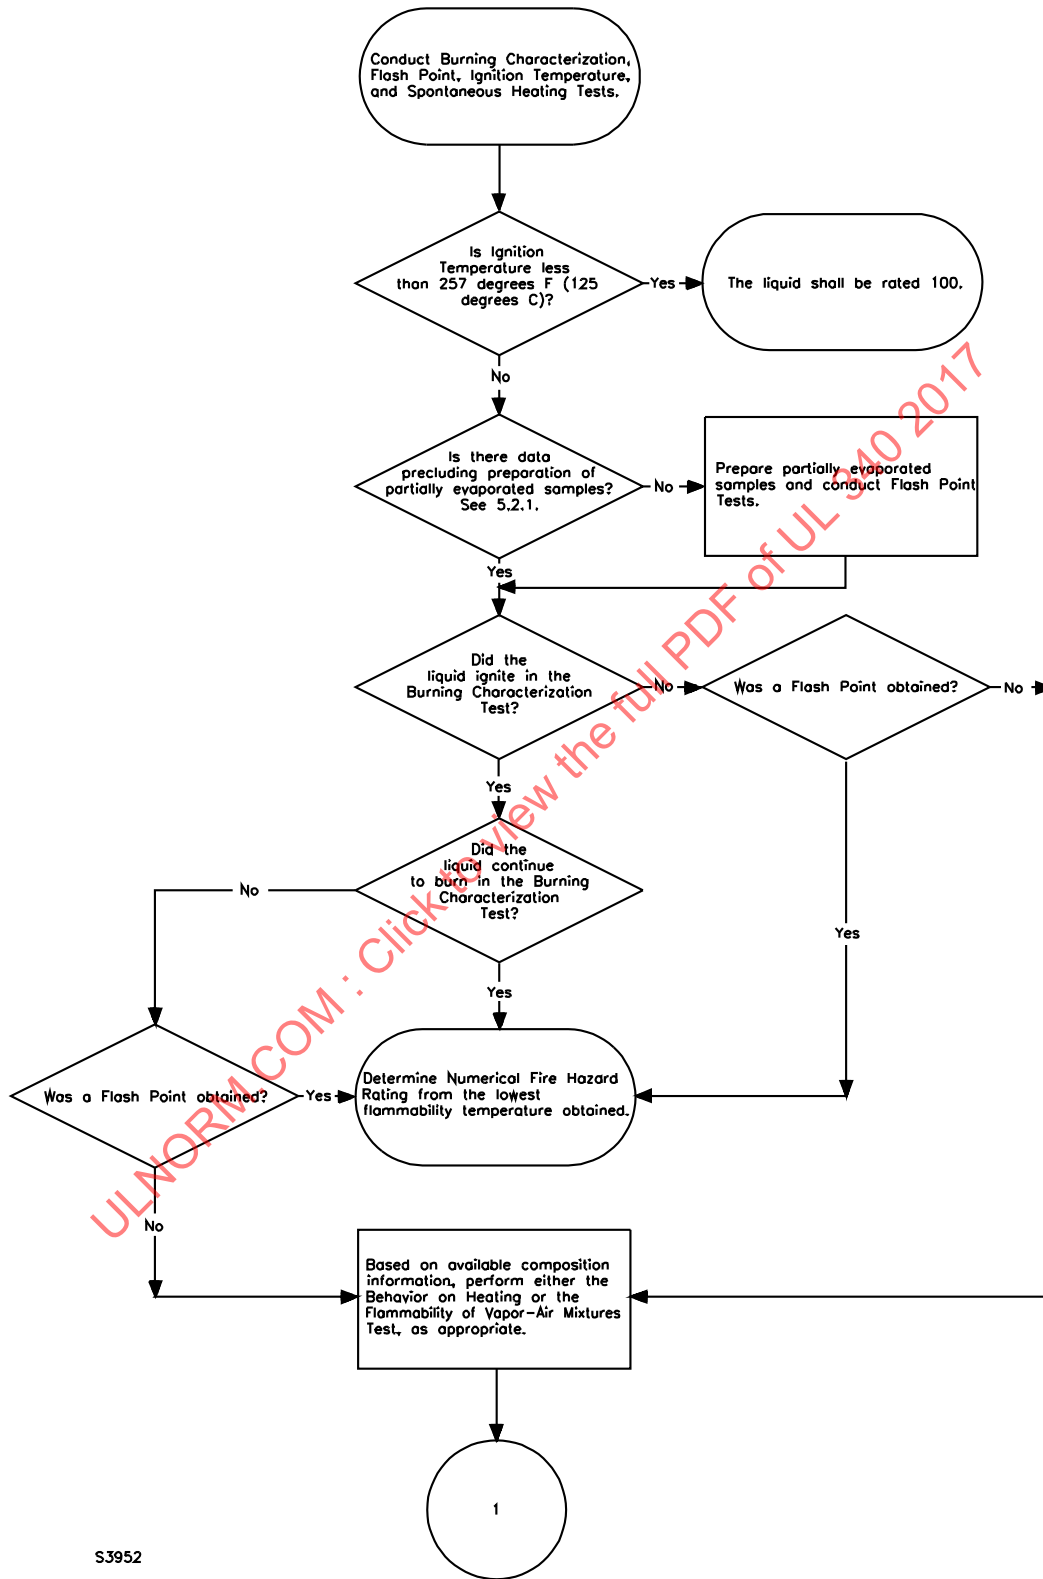 Conduct Burning Characterization,
Flash Point, Ignition Temperature,
and Spontaneous Heating Tests.
Is Ignition
Temperature less
than 257 degrees F (125
degrees C)?
Yes
The liquid shall be rated 100.
No
Is there data
precluding preparation of
partially evaporated samples?
See 5.2.1.
No
Prepare partially evaporated
samples and conduct Flash Point
Tests.
Yes
Did the
liquid ignite in the
Burning Characterization
Test?
No
Was a Flash Point obtained?
No
Yes
Did the
liquid continue
to burn in the Burning
Characterization
Test?
No
Yes
Yes
Was a Flash Point obtained?
Yes
Determine Numerical Fire Hazard
Rating from the lowest
flammability temperature obtained.
No
Based on available composition
information, perform either the
Behavior on Heating or the
Flammability of Vapor-Air Mixtures
Test, as appropriate.
1
S3952
ULNORM.COM : Click to view the full PDF of UL 340 2017